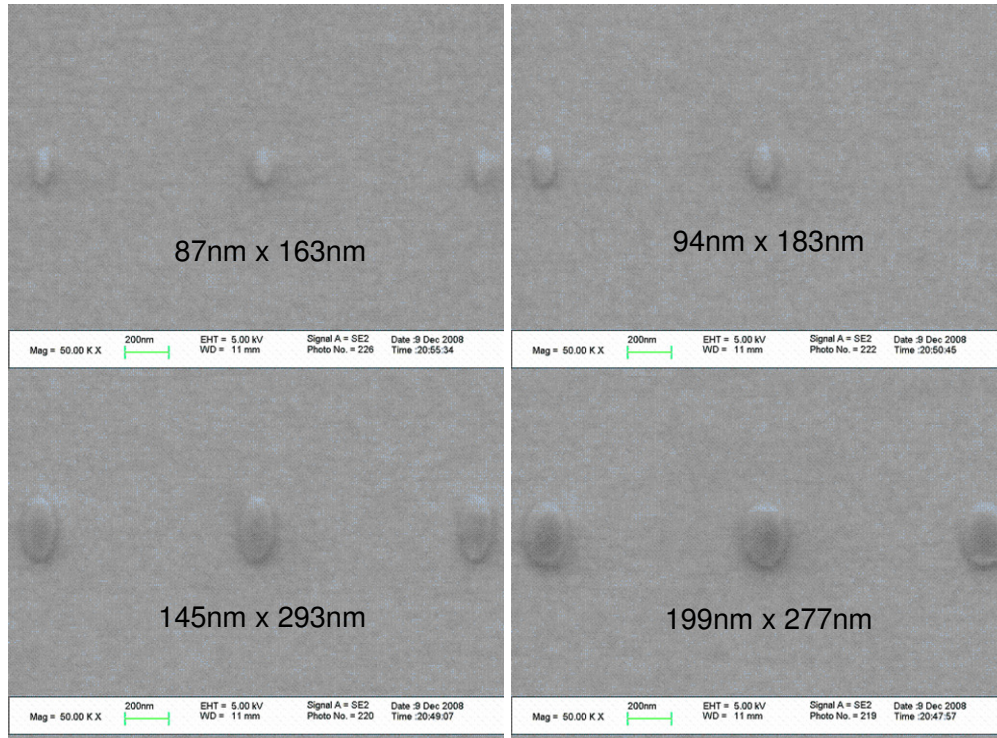 87nm x 163nm
200nm
Mag = 50.00 K X
EHT = 5.00 kV
WD = 11 mm
Signal A = SE2
Photo No. = 226
Date :9 Dec 2008
Time :20:55:34
94nm x 183nm
200nm
Mag = 50.00 K X
EHT = 5.00 kV
WD = 11 mm
Signal A = SE2
Photo No. = 222
Date :9 Dec 2008
Time :20:50:45
145nm x 293nm
200nm
Mag = 50.00 K X
EHT = 5.00 kV
WD = 11 mm
Signal A = SE2
Photo No. = 220
Date :9 Dec 2008
Time :20:49:07
199nm x 277nm
200nm
Mag = 50.00 K X
EHT = 5.00 kV
WD = 11 mm
Signal A = SE2
Photo No. = 219
Date :9 Dec 2008
Time :20:47:57